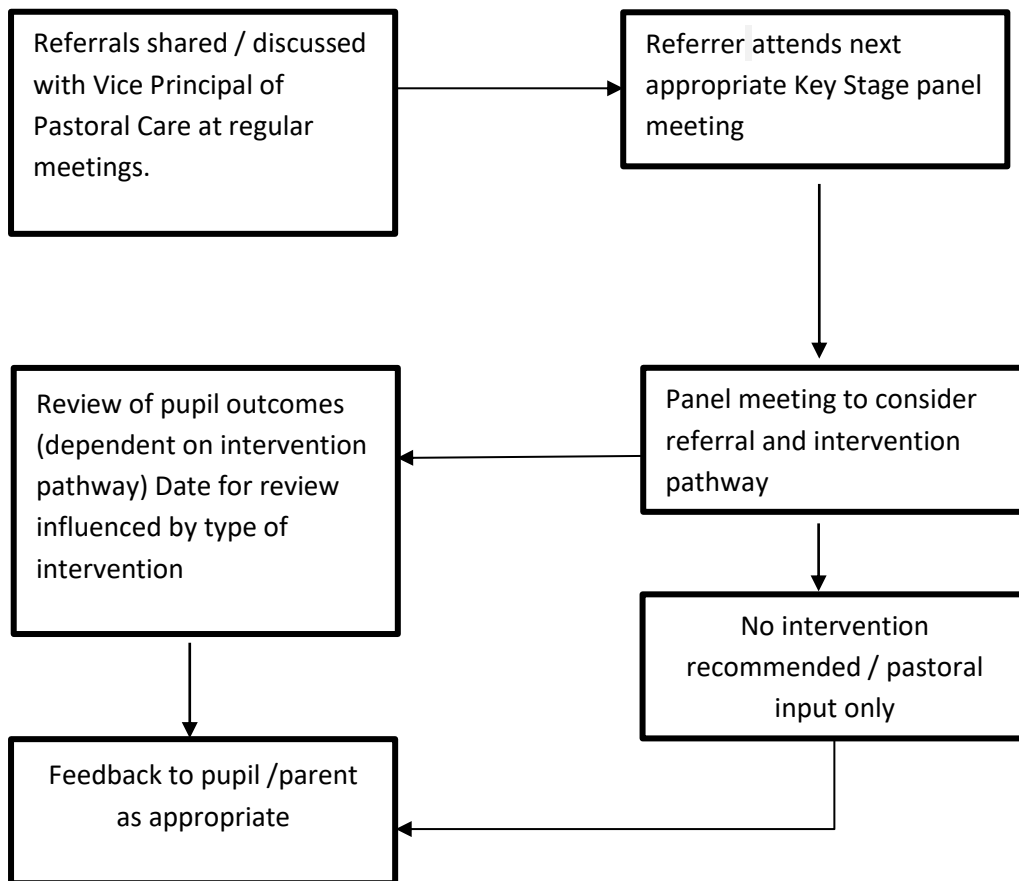 Referrals shared / discussed
with Vice Principal of
Pastoral Care at regular
meetings.
Referrer attends next
appropriate Key Stage panel
meeting
Panel meeting to consider
referral and intervention
pathway
Review of pupil outcomes
(dependent on intervention
pathway) Date for review
influenced by type of
intervention
No intervention
recommended / pastoral
input only
Feedback to pupil /parent
as appropriate